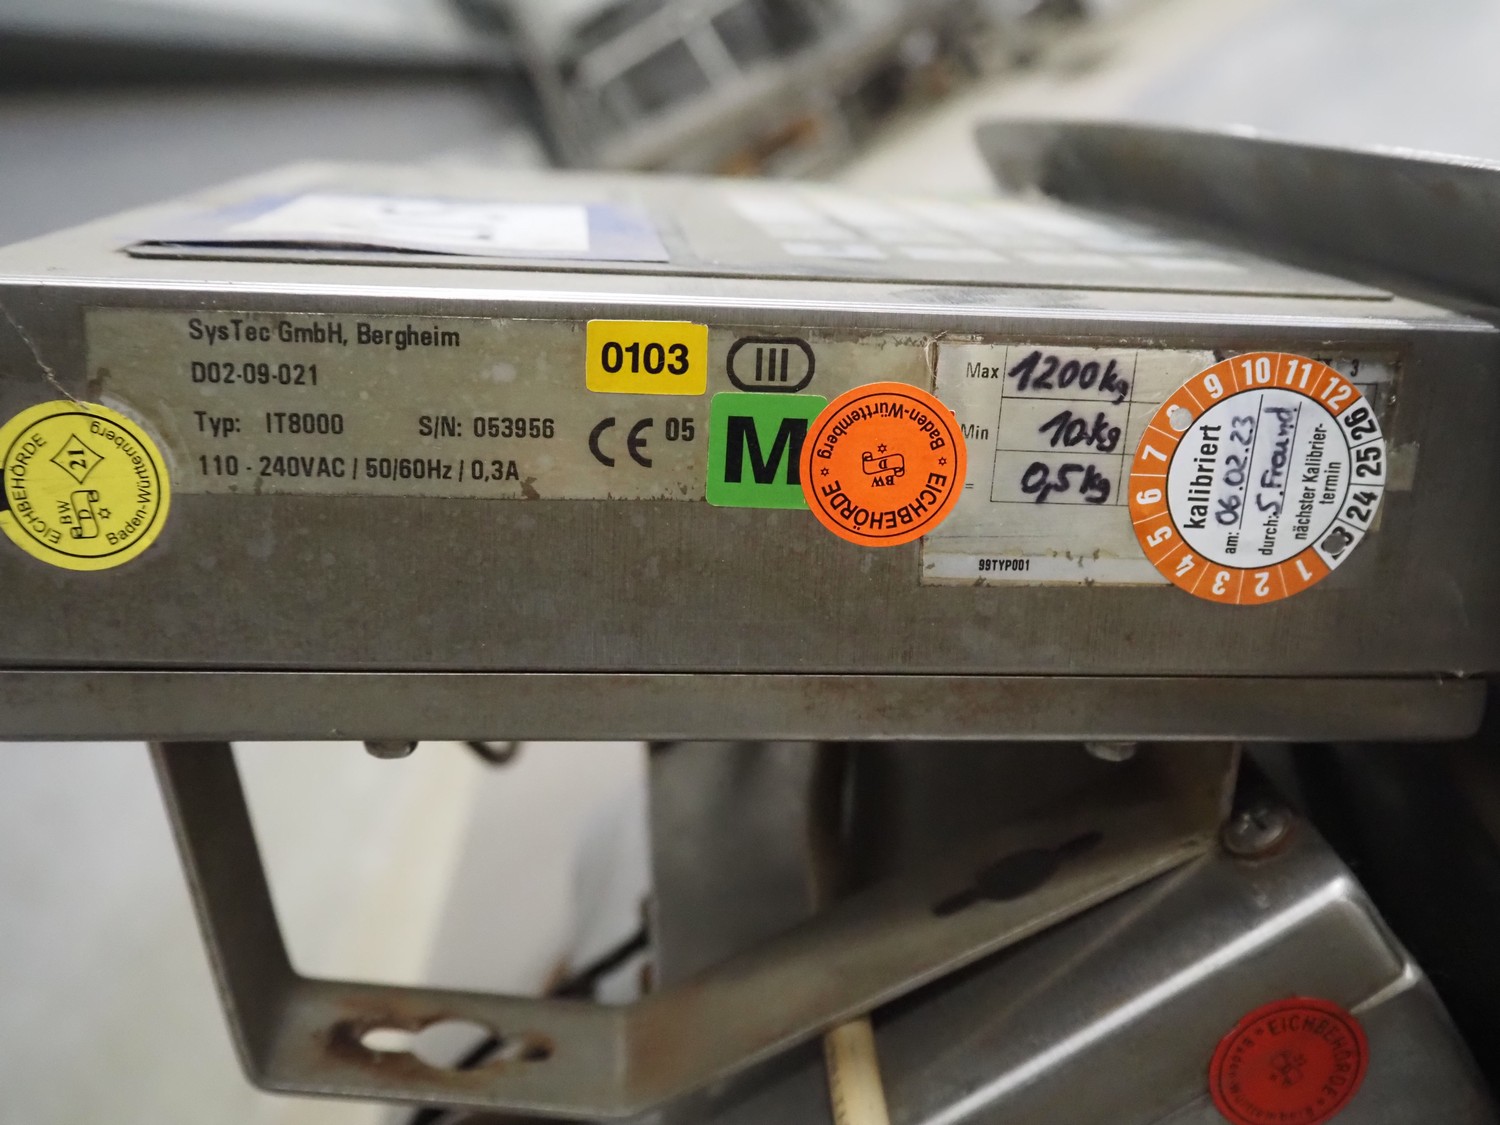 SysTec GmbH, Bergheim
D02-09-021
Typ: IT8000 S/N: 053956
110 - 240VAC / 50/60Hz / 0,3A
0103
III
CE 05
M
EICHBEHÖRDE
Baden-Württemberg
21
BW
D
EICHBEHÖRDE
Baden-Württemberg
BW
D
Max 1200kg
Min 10kg
= 0,5kg
3
99TYP001
kalibriert
am: 06.02.23
durch: S. Freund
nächster Kalibrier-
termin
1 2 3 4 5 6 7 9 10 11 12
24 25 26
EICHBEHÖRDE